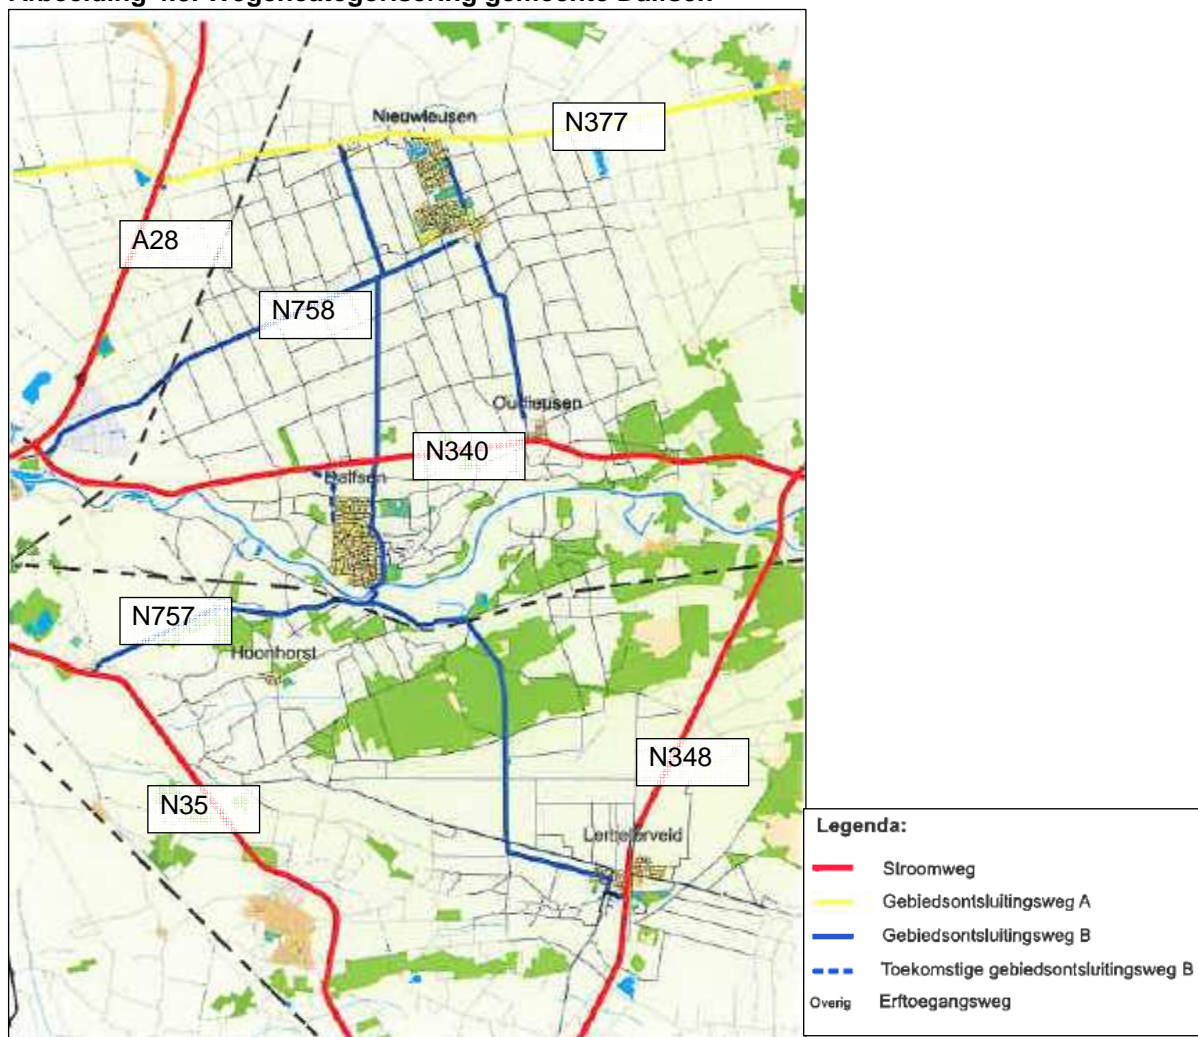 Nieuwleusen
N377
A28
N758
Oudleusen
N340
Dalfsen
N757
Hoonhorst
N348
N35
Lemelerveld
Legenda:
Stroomweg
Gebiedsontsluitingsweg A
Gebiedsontsluitingsweg B
Toekomstige gebiedsontsluitingsweg B
Overig Erftoegangsweg